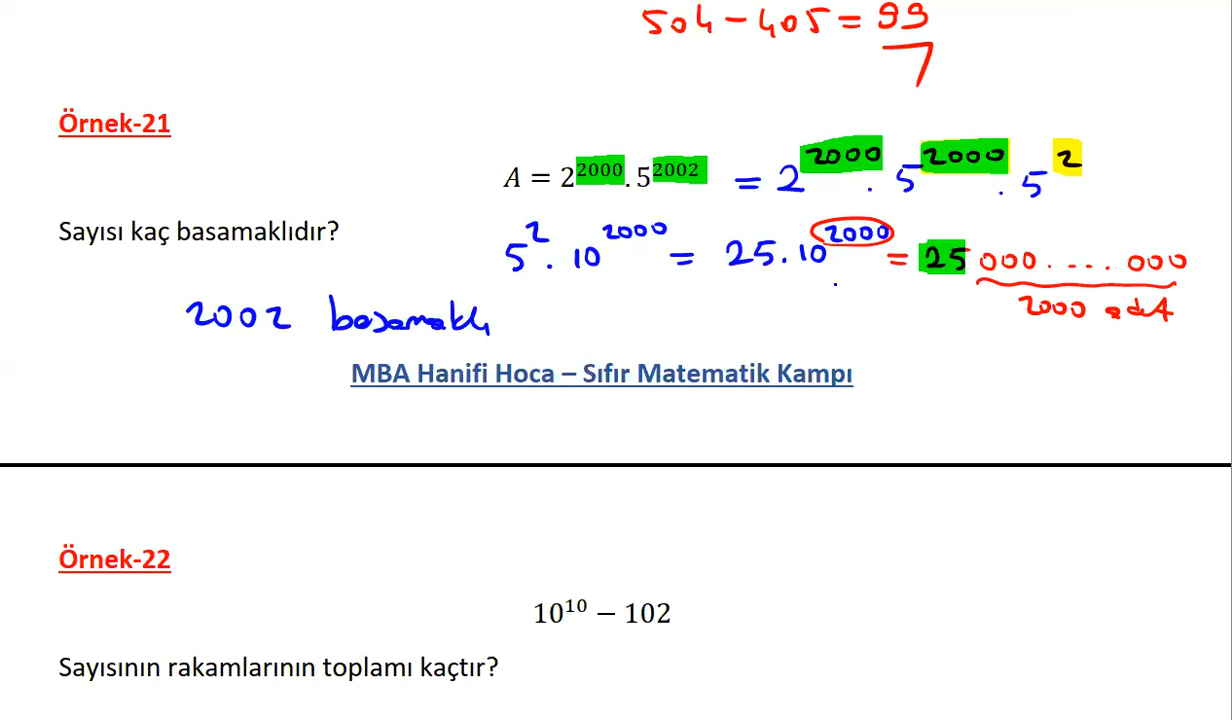 504 - 405 = 99
Örnek-21
A = 2^2000 . 5^2002 = 2^2000 . 5^2000 . 5^2
Sayısı kaç basamaklıdır?
5^2 . 10^2000 = 25 . 10^2000 = 25 000 ..... 000
2000 adet
2002 basamaklı
MBA Hanifi Hoca – Sıfır Matematik Kampı
Örnek-22
10^10 − 102
Sayısının rakamlarının toplamı kaçtır?